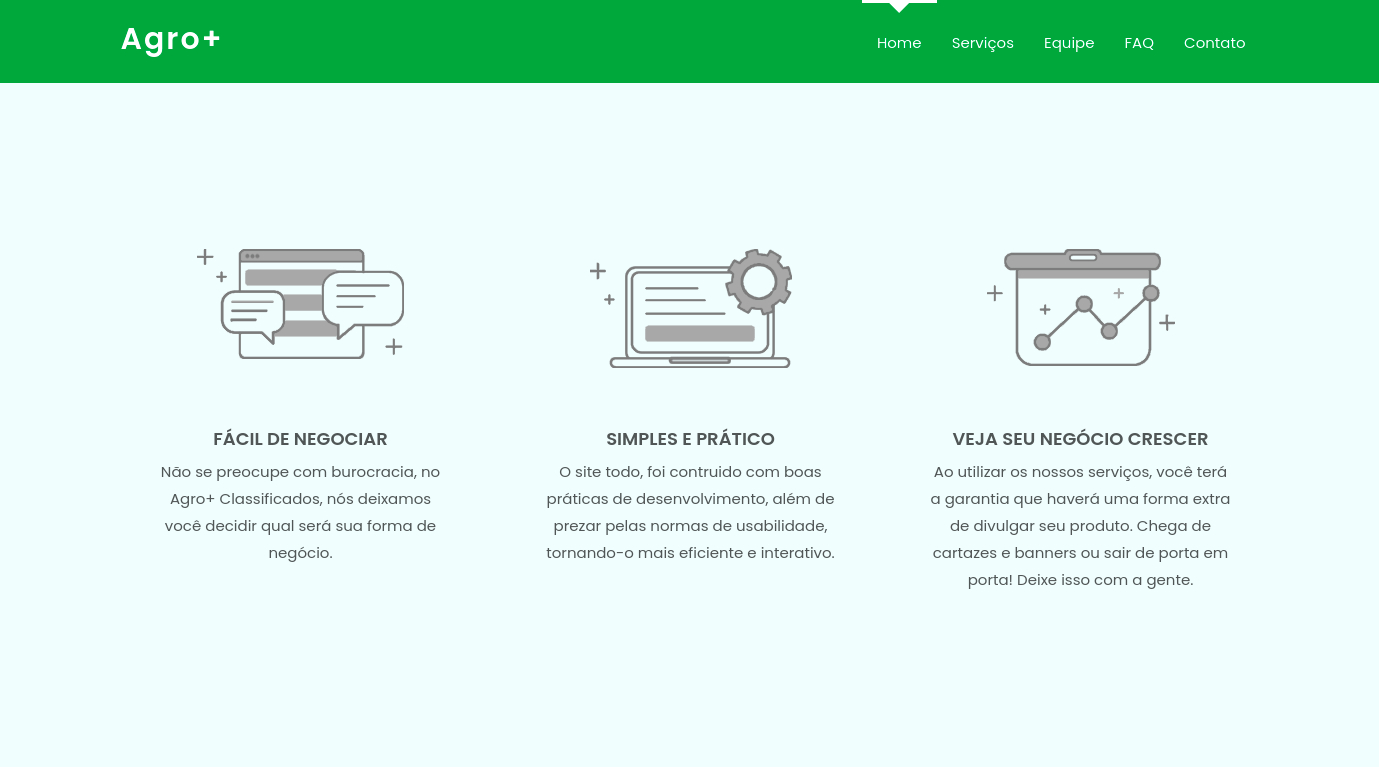 Agro+
Home Serviços Equipe FAQ Contato
FÁCIL DE NEGOCIAR
Não se preocupe com burocracia, no
Agro+ Classificados, nós deixamos
você decidir qual será sua forma de
negócio.
SIMPLES E PRÁTICO
O site todo, foi contruido com boas
práticas de desenvolvimento, além de
prezar pelas normas de usabilidade,
tornando-o mais eficiente e interativo.
VEJA SEU NEGÓCIO CRESCER
Ao utilizar os nossos serviços, você terá
a garantia que haverá uma forma extra
de divulgar seu produto. Chega de
cartazes e banners ou sair de porta em
porta! Deixe isso com a gente.